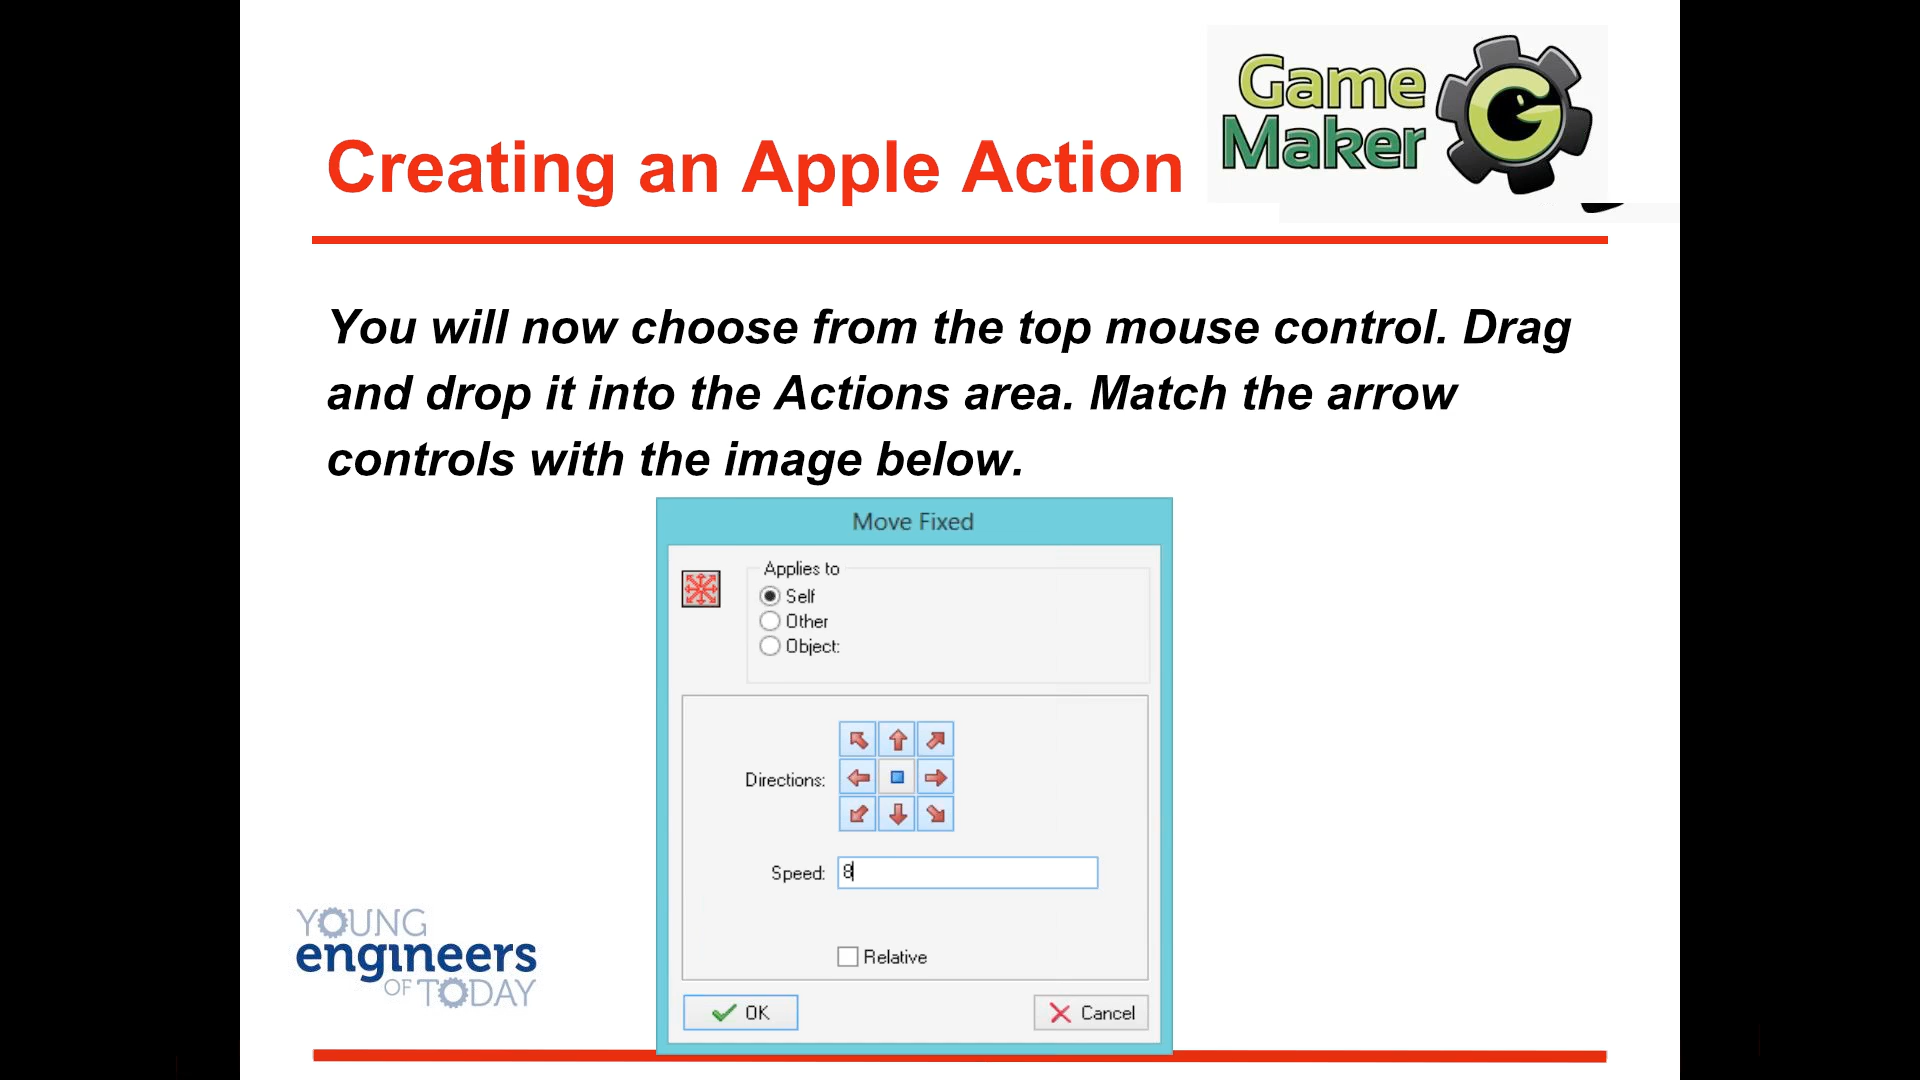 Game
Maker
Creating an Apple Action
You will now choose from the top mouse control. Drag
and drop it into the Actions area. Match the arrow
controls with the image below.
Move Fixed
Applies to
Self
Other
Object:
Directions:
Speed: 8
Relative
OK
Cancel
YOUNG
engineers
OF TODAY